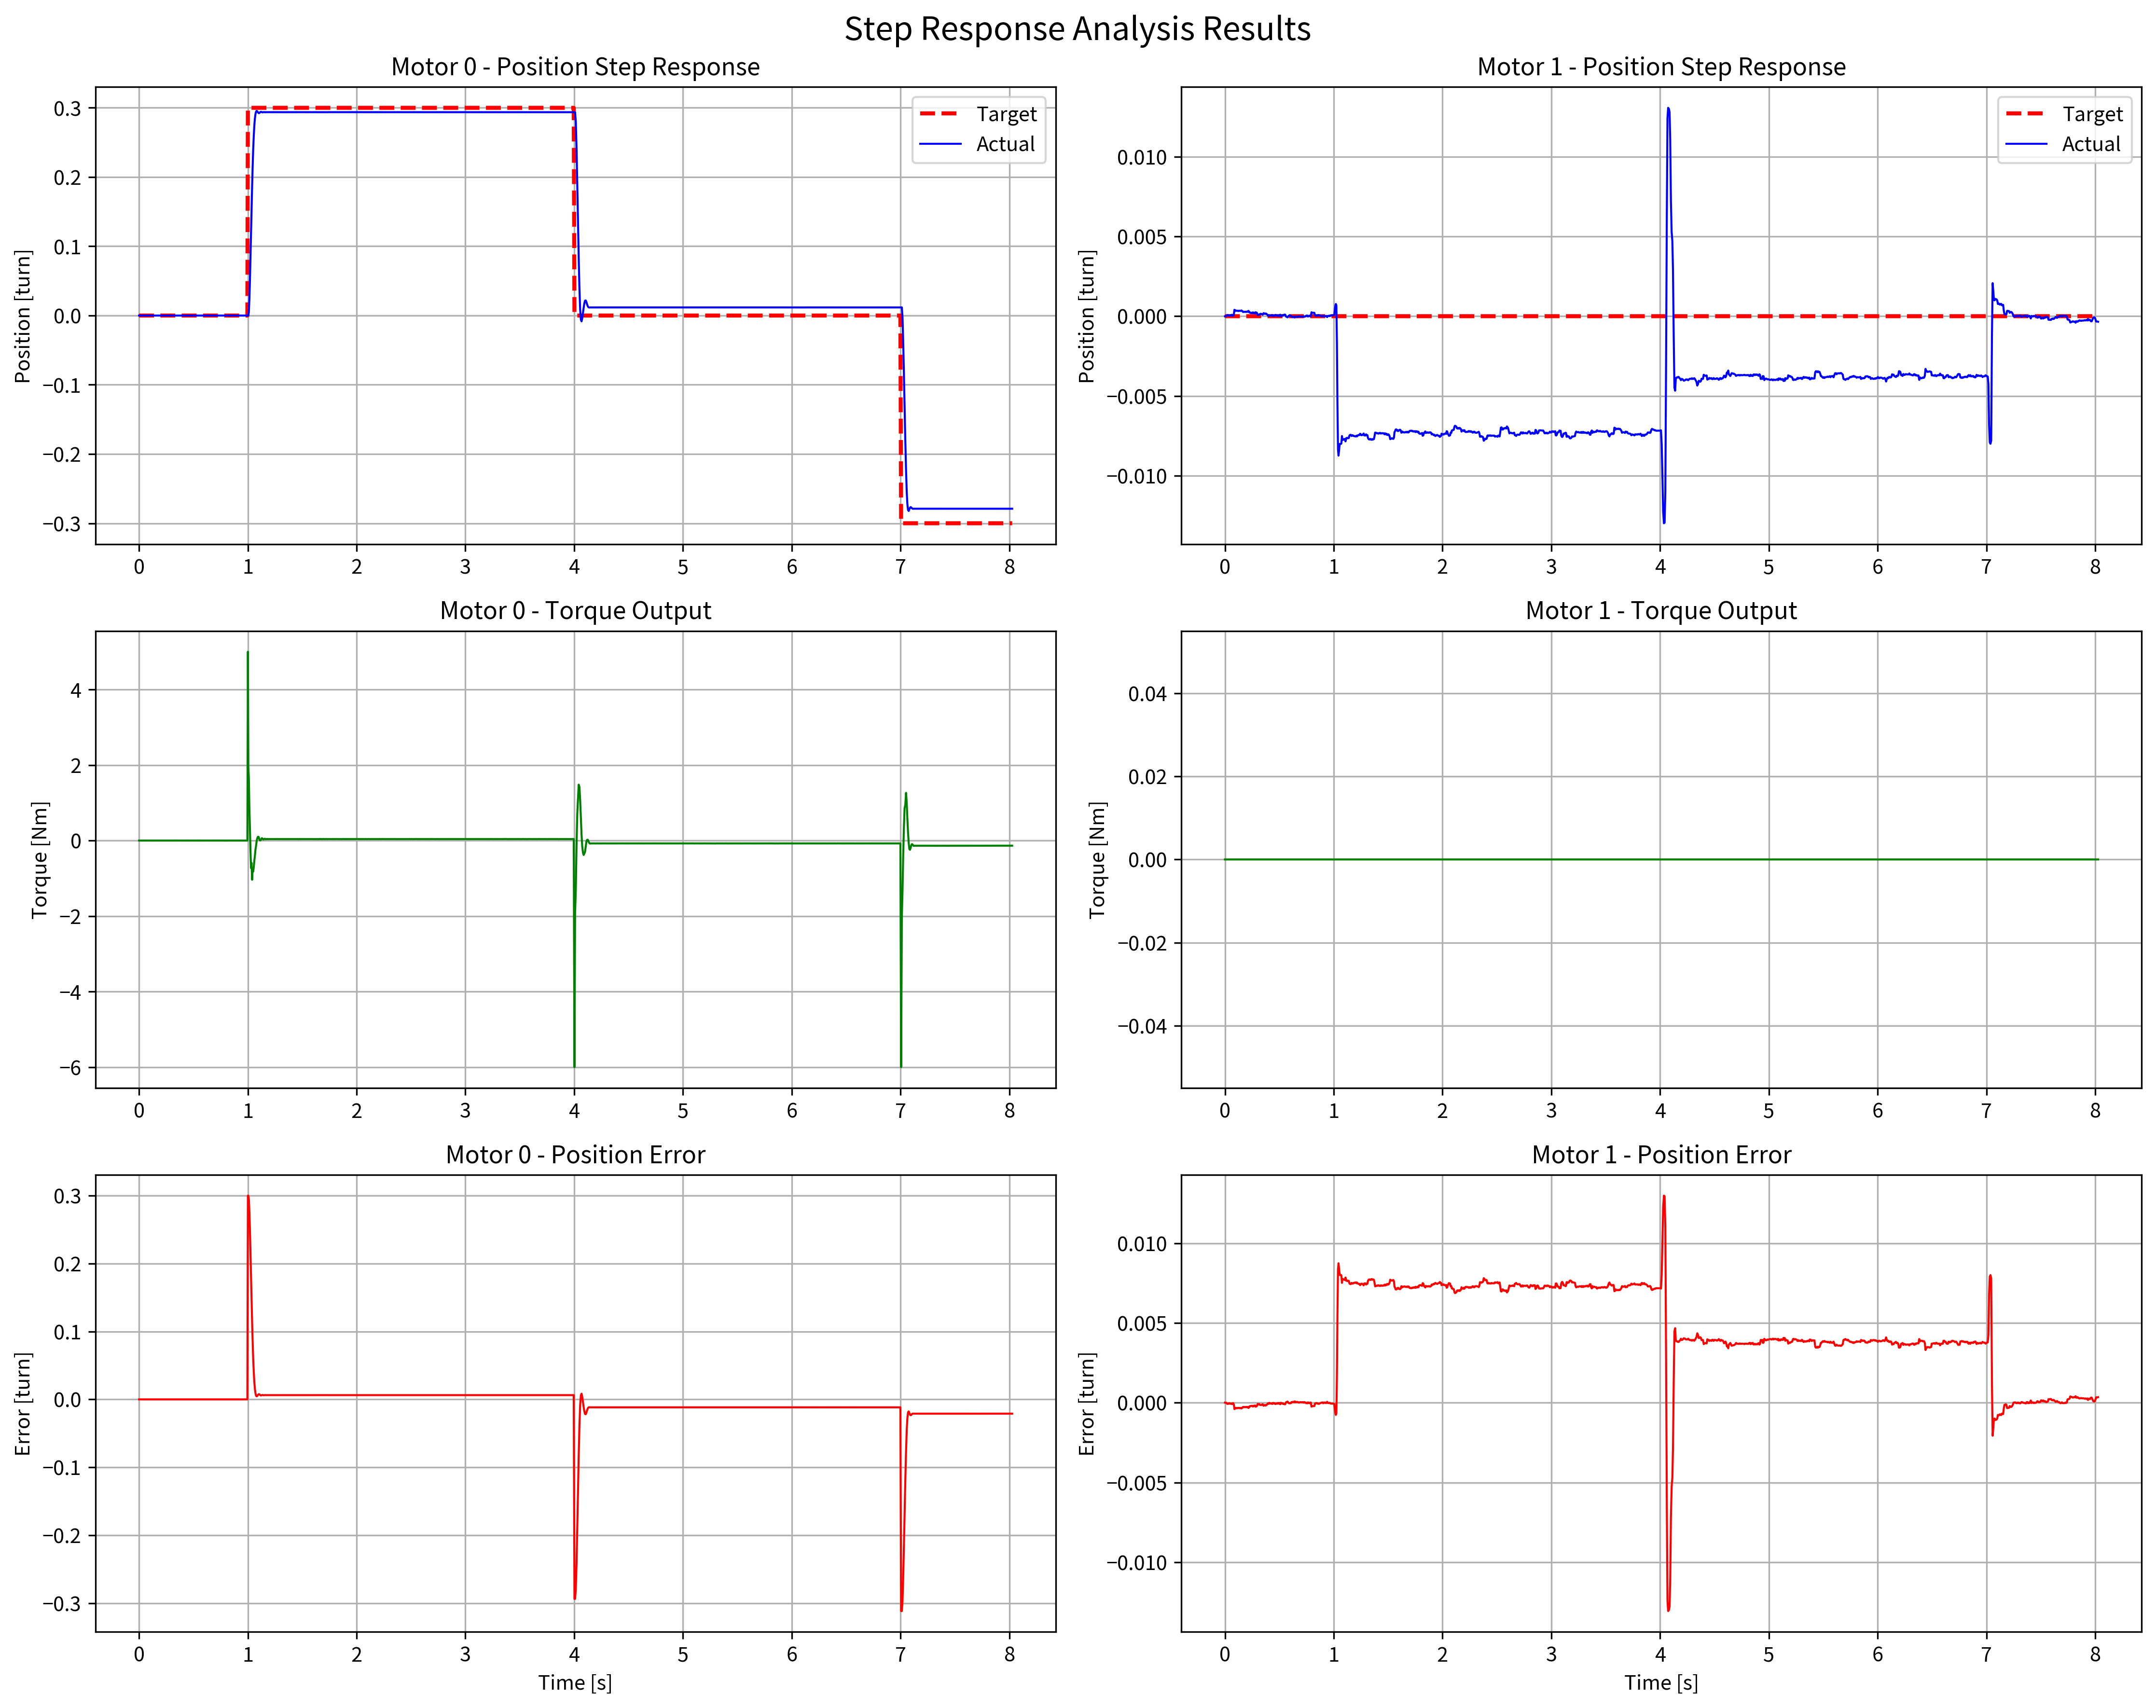 Step Response Analysis Results
Motor 0 - Position Step Response
Position [turn]
0.3
0.2
0.1
0.0
−0.1
−0.2
−0.3
Target
Actual
0 1 2 3 4 5 6 7 8
Motor 1 - Position Step Response
Position [turn]
0.010
0.005
0.000
−0.005
−0.010
Target
Actual
0 1 2 3 4 5 6 7 8
Motor 0 - Torque Output
Torque [Nm]
4
2
0
−2
−4
−6
0 1 2 3 4 5 6 7 8
Motor 1 - Torque Output
Torque [Nm]
0.04
0.02
0.00
−0.02
−0.04
0 1 2 3 4 5 6 7 8
Motor 0 - Position Error
Error [turn]
0.3
0.2
0.1
0.0
−0.1
−0.2
−0.3
0 1 2 3 4 5 6 7 8
Time [s]
Motor 1 - Position Error
Error [turn]
0.010
0.005
0.000
−0.005
−0.010
0 1 2 3 4 5 6 7 8
Time [s]